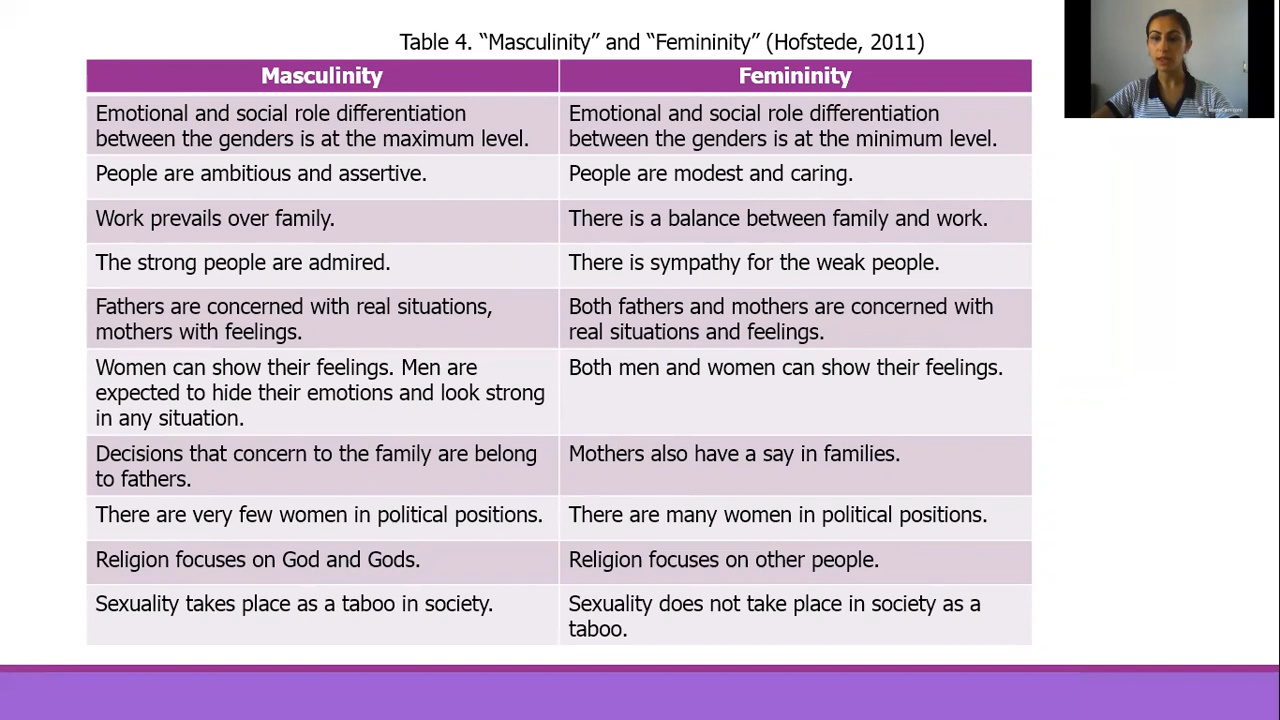 Table 4. “Masculinity” and “Femininity” (Hofstede, 2011)
Masculinity
Femininity
Emotional and social role differentiation
between the genders is at the maximum level.
Emotional and social role differentiation
between the genders is at the minimum level.
People are ambitious and assertive.
People are modest and caring.
Work prevails over family.
There is a balance between family and work.
The strong people are admired.
There is sympathy for the weak people.
Fathers are concerned with real situations,
mothers with feelings.
Both fathers and mothers are concerned with
real situations and feelings.
Women can show their feelings. Men are
expected to hide their emotions and look strong
in any situation.
Both men and women can show their feelings.
Decisions that concern to the family are belong
to fathers.
Mothers also have a say in families.
There are very few women in political positions.
There are many women in political positions.
Religion focuses on God and Gods.
Religion focuses on other people.
Sexuality takes place as a taboo in society.
Sexuality does not take place in society as a
taboo.